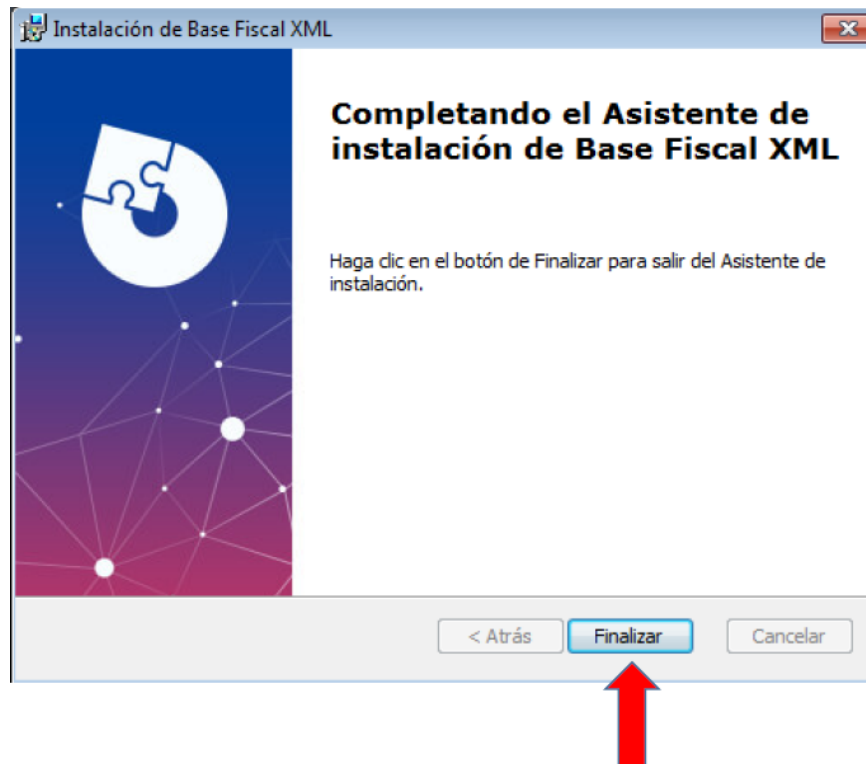 Instalación de Base Fiscal XML
Completando el Asistente de
instalación de Base Fiscal XML
Haga clic en el botón de Finalizar para salir del Asistente de
instalación.
< Atrás
Finalizar
Cancelar